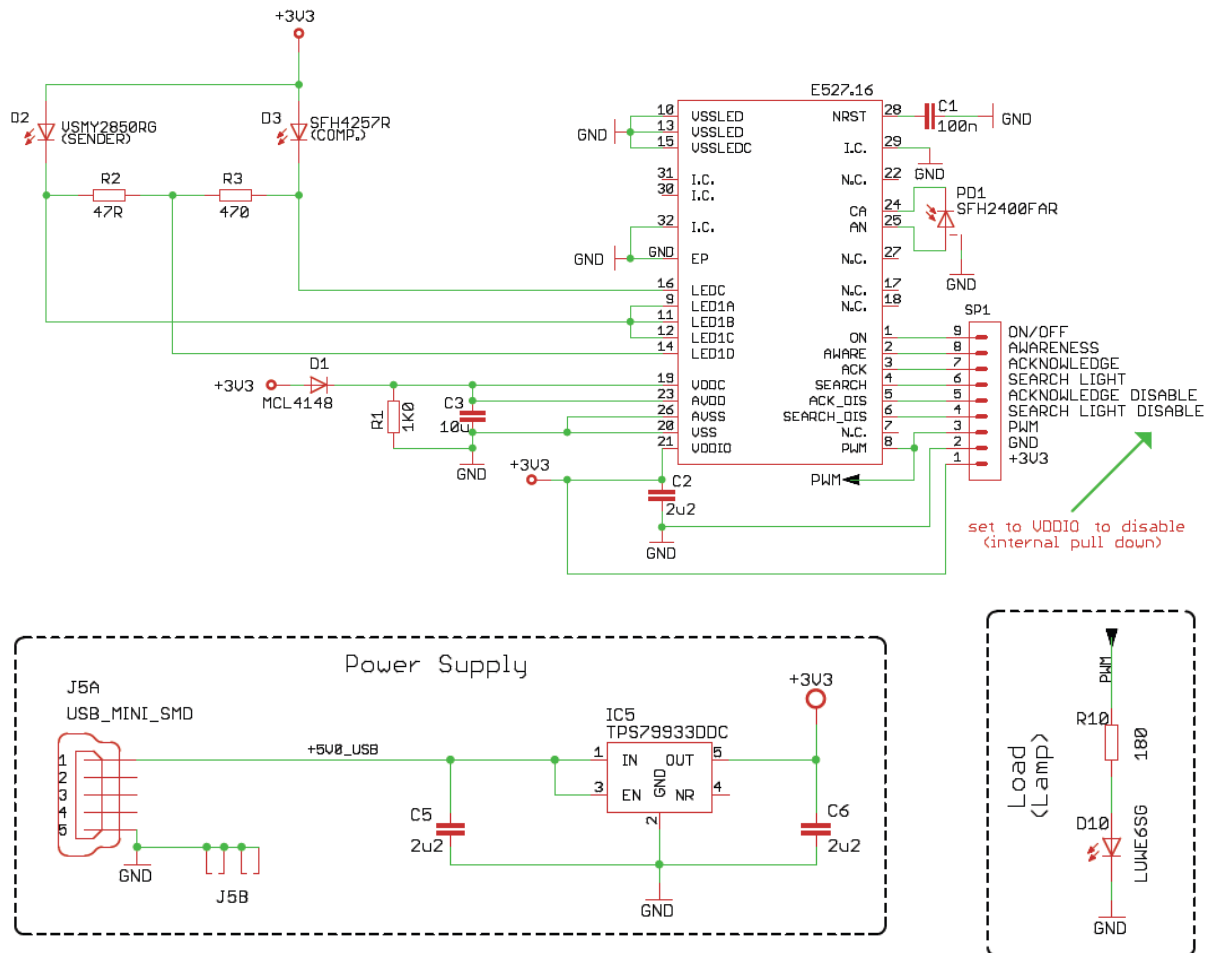 +3V3
D2
VSMY2850RG
(SENDER)
D3
SFH4257R
(COMP.)
R2
47R
R3
470
E527.16
GND
10 VSSLED
13 VSSLED
15 VSSLEDC
31 I.C.
30 I.C.
32 I.C.
GND
GND EP
16 LEDC
9 LED1A
11 LED1B
12 LED1C
14 LED1D
19 VDDC
23 AVDD
26 AVSS
20 VSS
21 VDDIO
NRST 28
I.C. 29
N.C. 22
CA 24
AN 25
N.C. 27
N.C. 17
N.C. 18
ON 1
AWARE 2
ACK 3
SEARCH 4
ACK_DIS 5
SEARCH_DIS 6
N.C. 7
PWM 8
C1
100n
GND
GND
PD1
SFH2400FAR
GND
SP1
9 ON/OFF
8 AWARENESS
7 ACKNOWLEDGE
6 SEARCH LIGHT
5 ACKNOWLEDGE DISABLE
4 SEARCH LIGHT DISABLE
3 PWM
2 GND
1 +3V3
PWM
set to VDDIO to disable
(internal pull down)
+3V3
D1
MCL4148
R1
1K0
C3
10u
GND
+3V3
C2
2u2
GND
Power Supply
J5A
USB_MINI_SMD
1
2
3
4
5
GND
J5B
+5V0_USB
C5
2u2
IC5
TPS79933DDC
1 IN OUT 5
3 EN NR 4
GND
2
GND
+3V3
C6
2u2
Load
(Lamp)
PWM
R10
180
D10
LUWE6SG
GND